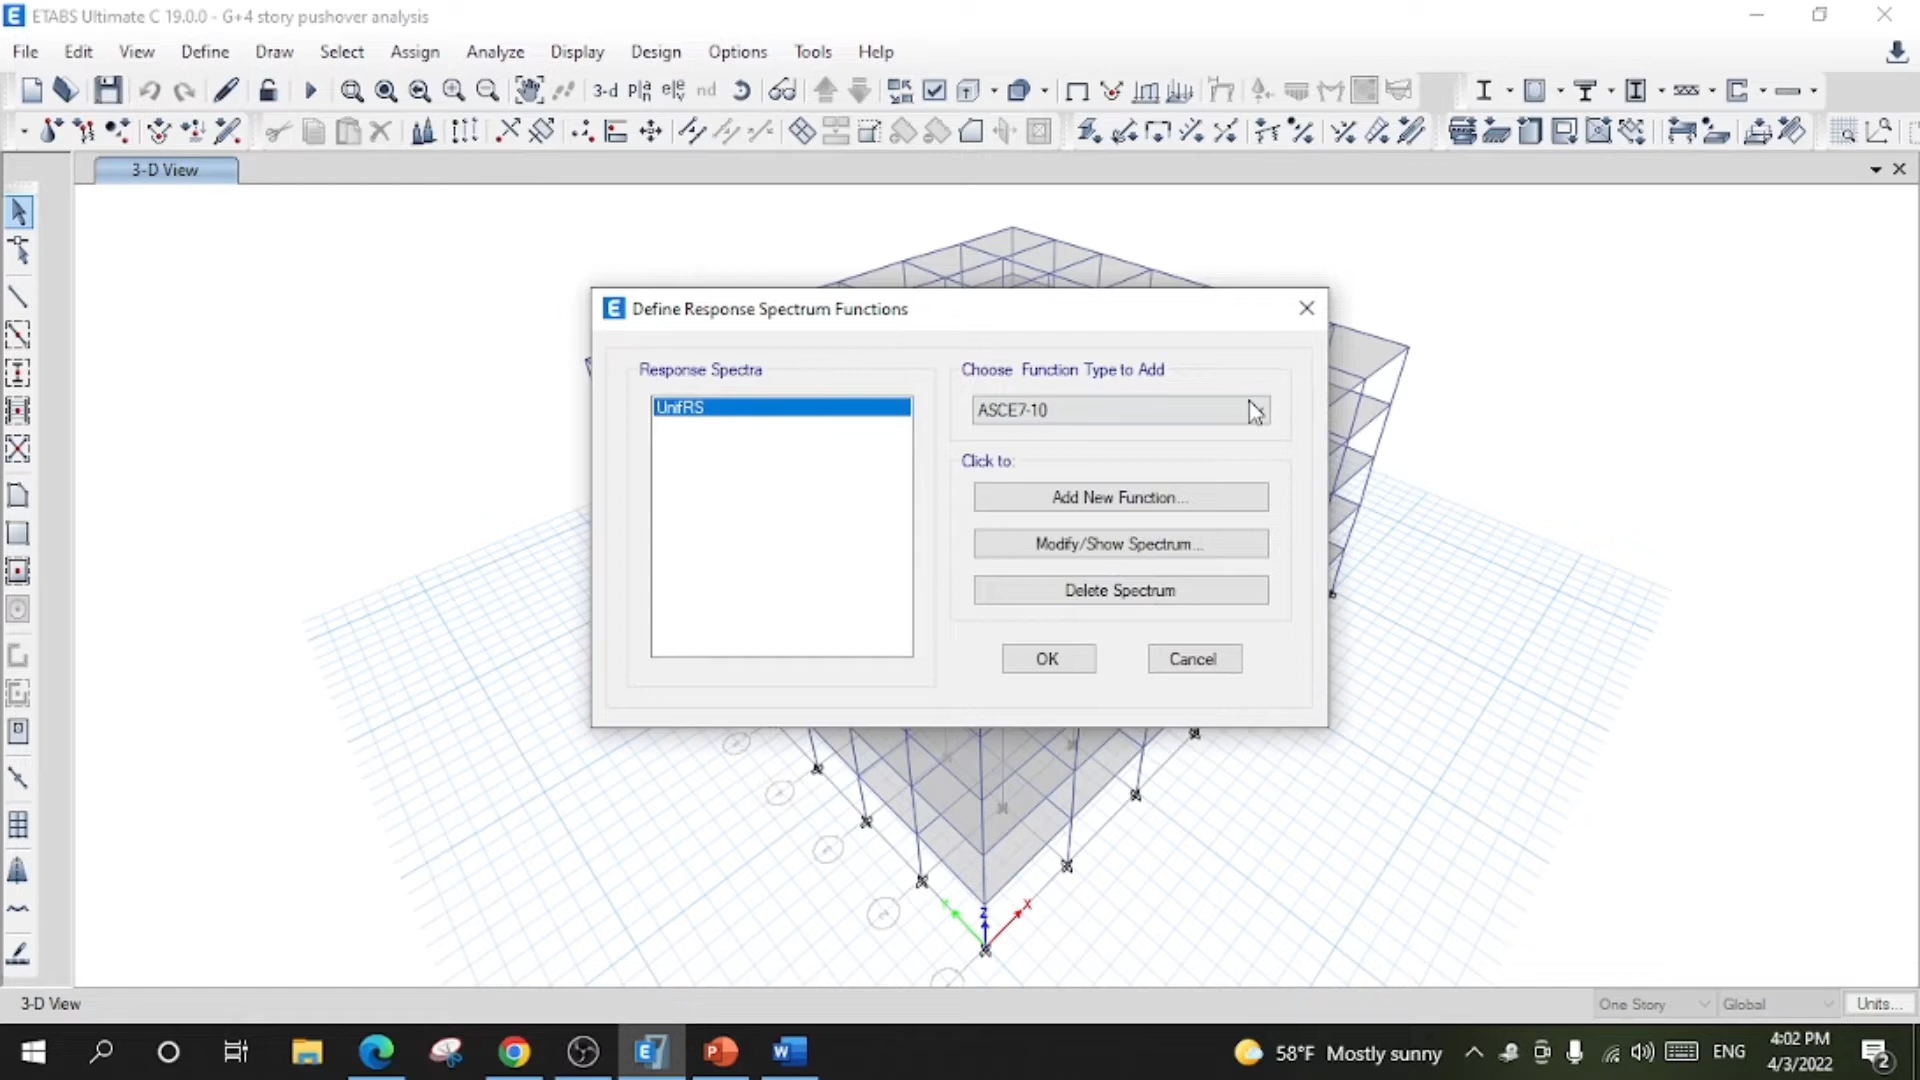 ETABS Ultimate C 19.0.0 - G+4 story pushover analysis
File Edit View Define Draw Select Assign Analyze Display Design Options Tools Help
3-d
nd
3-D View
Define Response Spectrum Functions
Response Spectra
UnifRS
Choose Function Type to Add
ASCE7-10
Click to:
Add New Function...
Modify/Show Spectrum...
Delete Spectrum
OK
Cancel
X
Z
3-D View
One Story
Global
Units...
58°F Mostly sunny
ENG
4:02 PM
4/3/2022
2